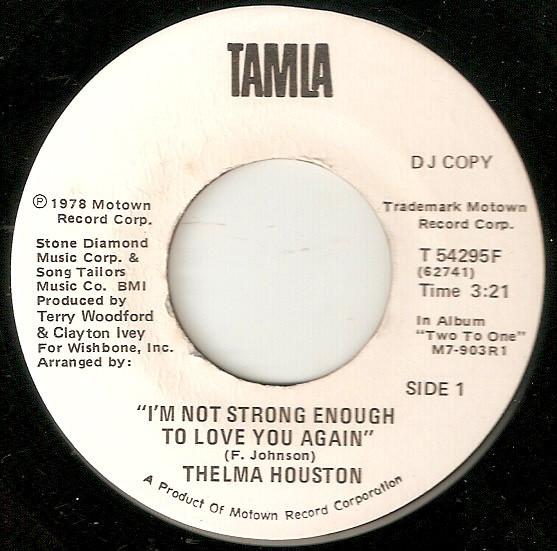 TAMLA
DJ COPY
℗ 1978 Motown
Record Corp.
Stone Diamond
Music Corp. &
Song Tailors
Music Co. BMI
Produced by
Terry Woodford
& Clayton Ivey
For Wishbone, Inc.
Arranged by:
Trademark Motown
Record Corp.
T 54295F
(62741)
Time 3:21
In Album
"Two To One"
M7-903R1
SIDE 1
"I'M NOT STRONG ENOUGH
TO LOVE YOU AGAIN"
(F. Johnson)
THELMA HOUSTON
A Product Of Motown Record Corporation